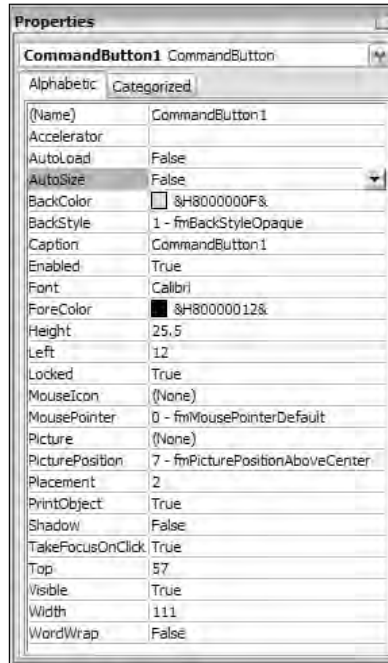 Properties
CommandButton1 CommandButton
Alphabetic Categorized
(Name) CommandButton1
Accelerator
AutoLoad False
AutoSize False
BackColor &H8000000F&
BackStyle 1 - fmBackStyleOpaque
Caption CommandButton1
Enabled True
Font Calibri
ForeColor &H80000012&
Height 25.5
Left 12
Locked True
MouseIcon (None)
MousePointer 0 - fmMousePointerDefault
Picture (None)
PicturePosition 7 - fmPicturePositionAboveCenter
Placement 2
PrintObject True
Shadow False
TakeFocusOnClick True
Top 57
Visible True
Width 111
WordWrap False